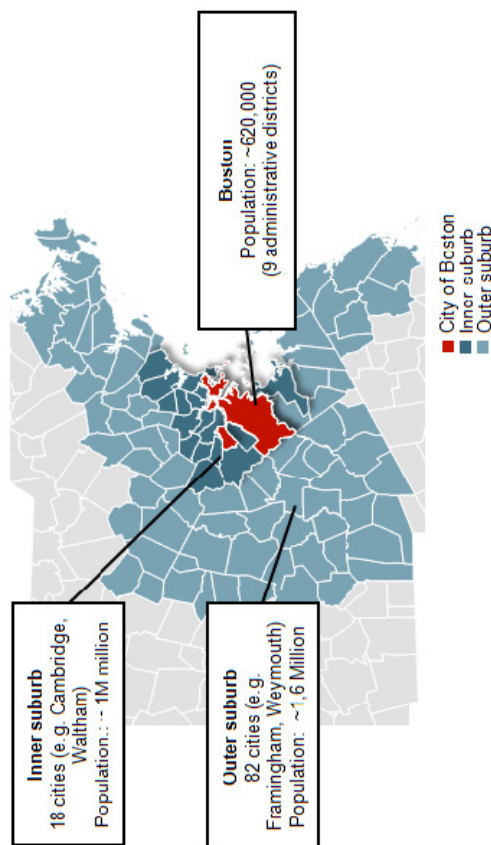 Inner suburb
18 cities (e.g. Cambridge,
Waltham)
Population.: ~ 1M million
Outer suburb
82 cities (e.g.
Framingham, Weymouth)
Population: ~1,6 Million
Boston
Population: ~620,000
(9 administrative districts)
City of Boston
Inner suburb
Outer suburb